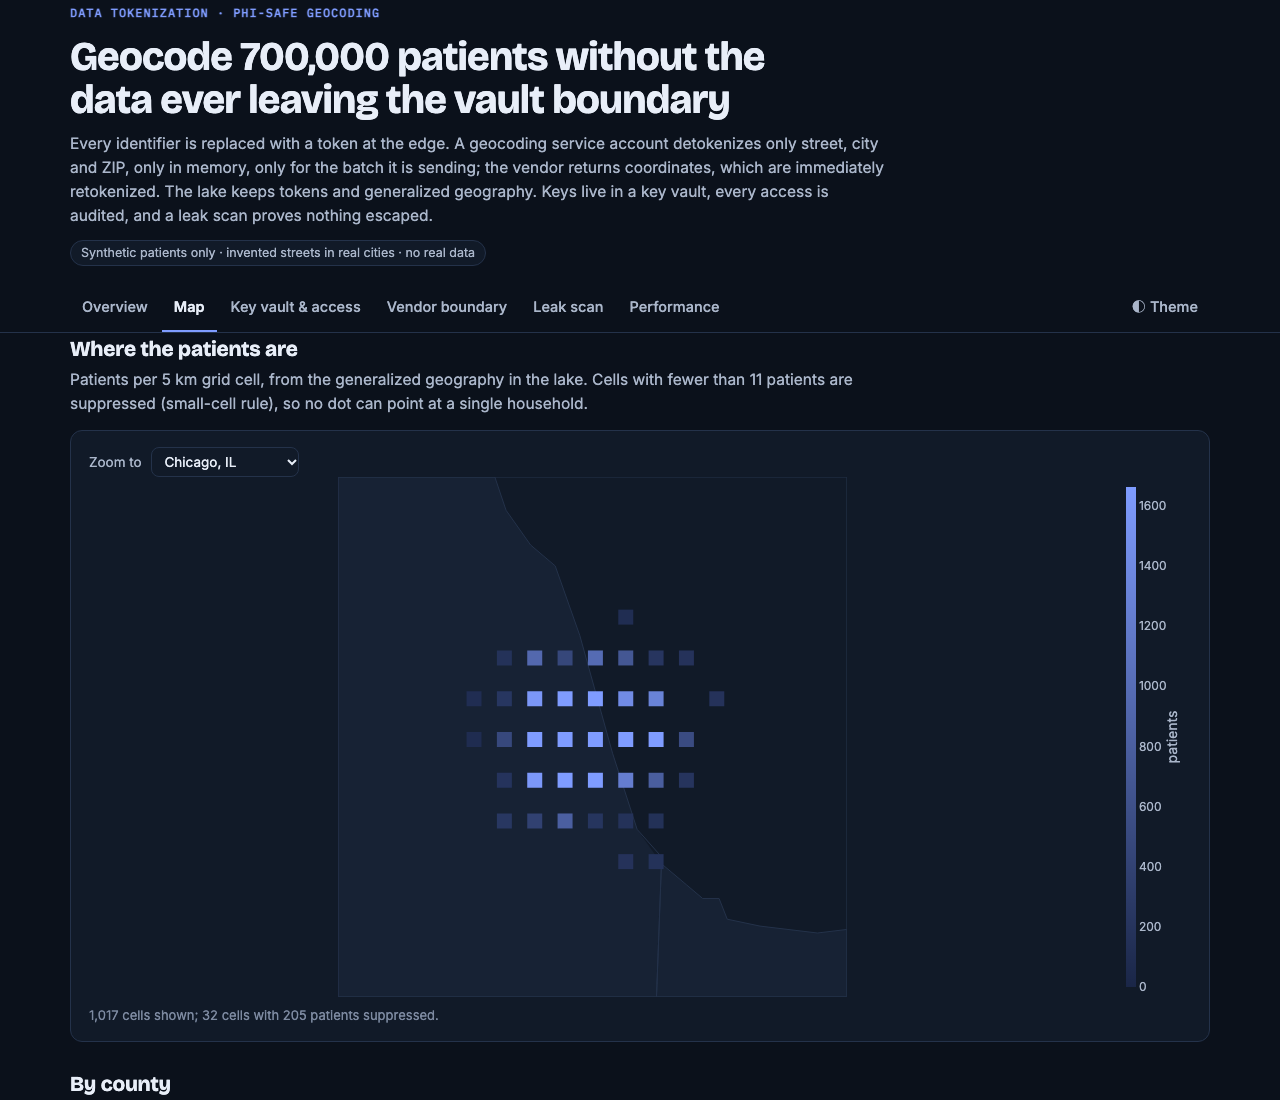 DATA TOKENIZATION · PHI-SAFE GEOCODING
Geocode 700,000 patients without the
data ever leaving the vault boundary
Every identifier is replaced with a token at the edge. A geocoding service account detokenizes only street, city
and ZIP, only in memory, only for the batch it is sending; the vendor returns coordinates, which are immediately
retokenized. The lake keeps tokens and generalized geography. Keys live in a key vault, every access is
audited, and a leak scan proves nothing escaped.
Synthetic patients only · invented streets in real cities · no real data
Overview Map Key vault & access Vendor boundary Leak scan Performance Theme
Where the patients are
Patients per 5 km grid cell, from the generalized geography in the lake. Cells with fewer than 11 patients are
suppressed (small-cell rule), so no dot can point at a single household.
Zoom to Chicago, IL
1600
1400
1200
1000
800
600
400
200
0
patients
1,017 cells shown; 32 cells with 205 patients suppressed.
By county